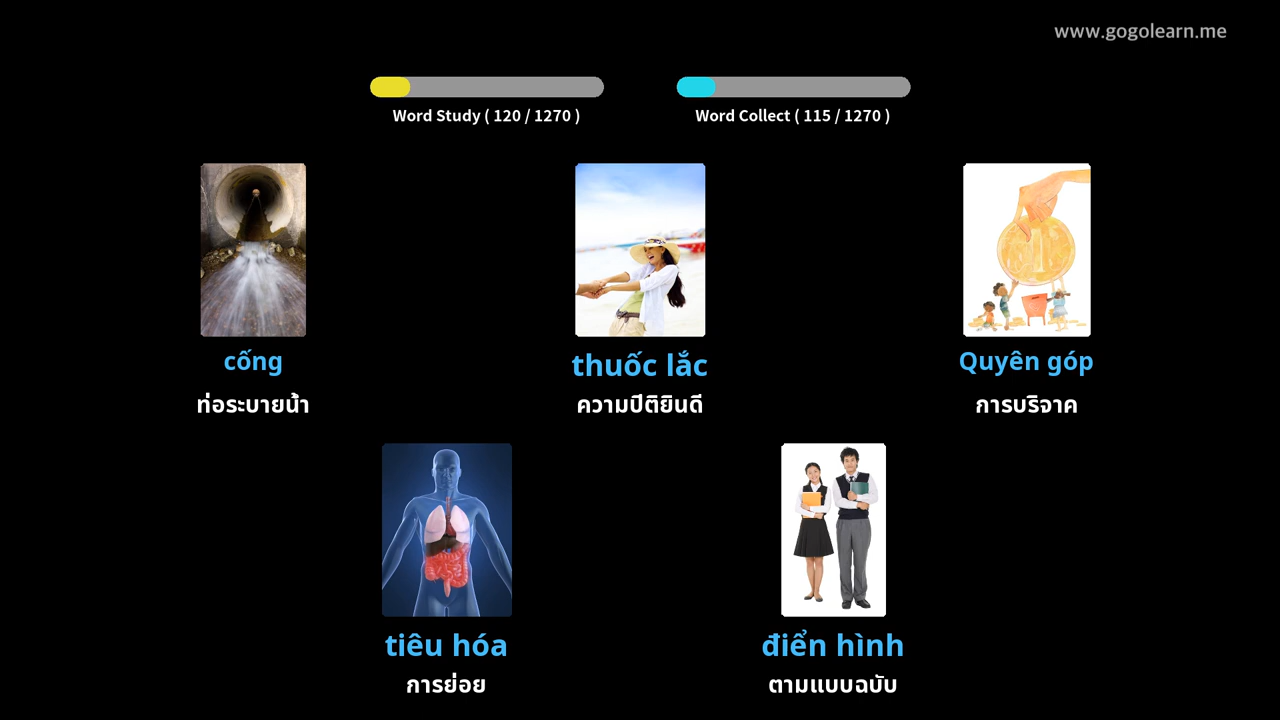 www.gogolearn.me
Word Study ( 120 / 1270 )
Word Collect ( 115 / 1270 )
cống
thuốc lắc
Quyên góp
ท่อระบายน้ำ
ความปีติยินดี
การบริจาค
tiêu hóa
điển hình
การย่อย
ตามแบบฉบับ